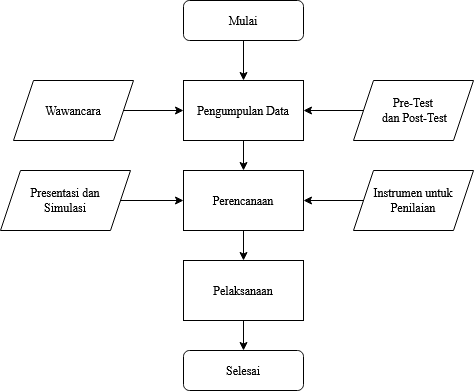 Mulai
Wawancara
Pengumpulan Data
Pre-Test
dan Post-Test
Presentasi dan
Simulasi
Perencanaan
Instrumen untuk
Penilaian
Pelaksanaan
Selesai